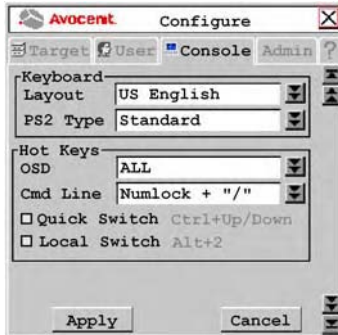 Avocent. Configure X
Target User Console Admin ?
Keyboard
Layout US English
PS2 Type Standard
Hot Keys
OSD ALL
Cmd Line Numlock + "/"
Quick Switch Ctrl+Up/Down
Local Switch Alt+2
Apply Cancel